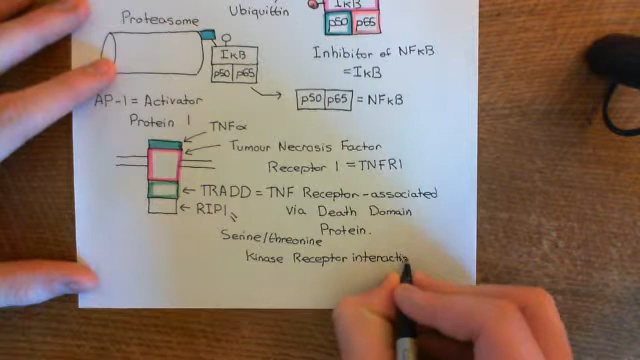 Proteasome
Ubiquitin
IκB
p50 p65
IκB
p50 p65
Inhibitor of NFκB
= IκB
p50 p65 = NFκB
AP-1 = Activator
Protein 1
TNFα
Tumour Necrosis Factor
Receptor 1 = TNFR1
TRADD = TNF Receptor-associated
via Death Domain
Protein.
RIP1
Serine/threonine
Kinase Receptor interactin